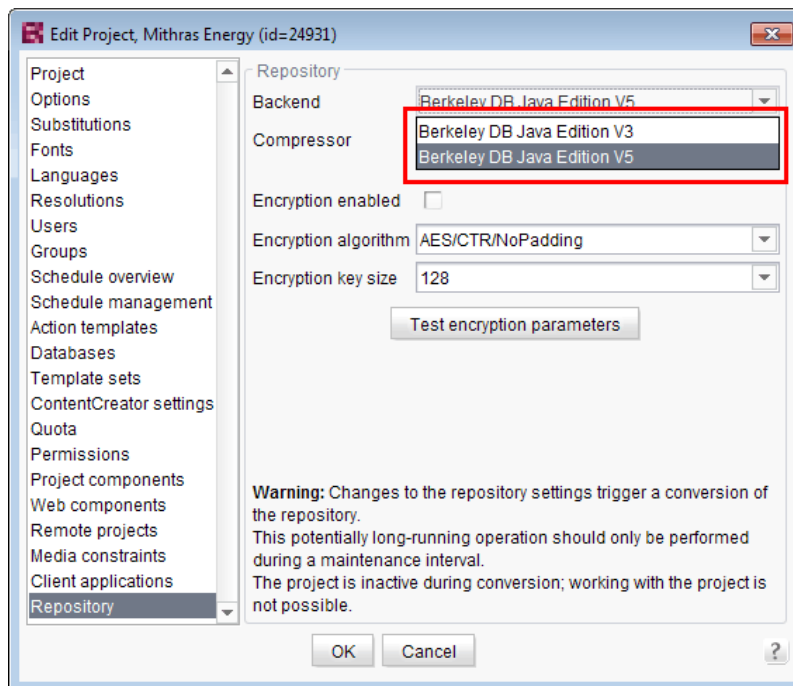 Edit Project, Mithras Energy (id=24931)
Project
Options
Substitutions
Fonts
Languages
Resolutions
Users
Groups
Schedule overview
Schedule management
Action templates
Databases
Template sets
ContentCreator settings
Quota
Permissions
Project components
Web components
Remote projects
Media constraints
Client applications
Repository
Repository
Backend Berkeley DB Java Edition V5
Compressor
Berkeley DB Java Edition V3
Berkeley DB Java Edition V5
Encryption enabled
Encryption algorithm AES/CTR/NoPadding
Encryption key size 128
Test encryption parameters
Warning: Changes to the repository settings trigger a conversion of
the repository.
This potentially long-running operation should only be performed
during a maintenance interval.
The project is inactive during conversion; working with the project is
not possible.
OK Cancel ?